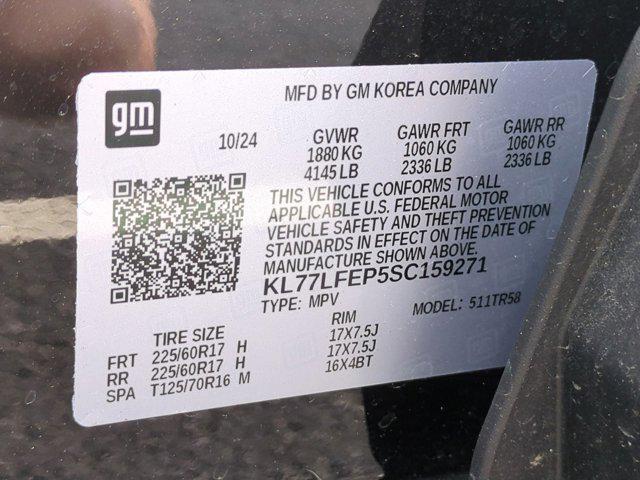 gm
MFD BY GM KOREA COMPANY
10/24 GVWR GAWR FRT GAWR RR
1880 KG 1060 KG 1060 KG
4145 LB 2336 LB 2336 LB
THIS VEHICLE CONFORMS TO ALL
APPLICABLE U.S. FEDERAL MOTOR
VEHICLE SAFETY AND THEFT PREVENTION
STANDARDS IN EFFECT ON THE DATE OF
MANUFACTURE SHOWN ABOVE.
KL77LFEP5SC159271
TYPE: MPV MODEL: 511TR58
TIRE SIZE RIM
FRT 225/60R17 H 17X7.5J
RR 225/60R17 H 17X7.5J
SPA T125/70R16 M 16X4BT